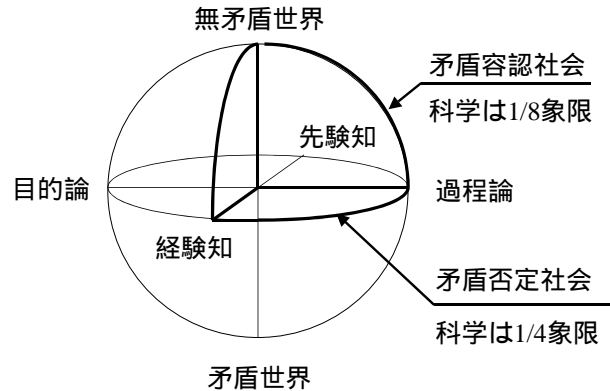 無矛盾世界
矛盾容認社会
科学は1/8象限
先験知
目的論
過程論
経験知
矛盾否定社会
科学は1/4象限
矛盾世界